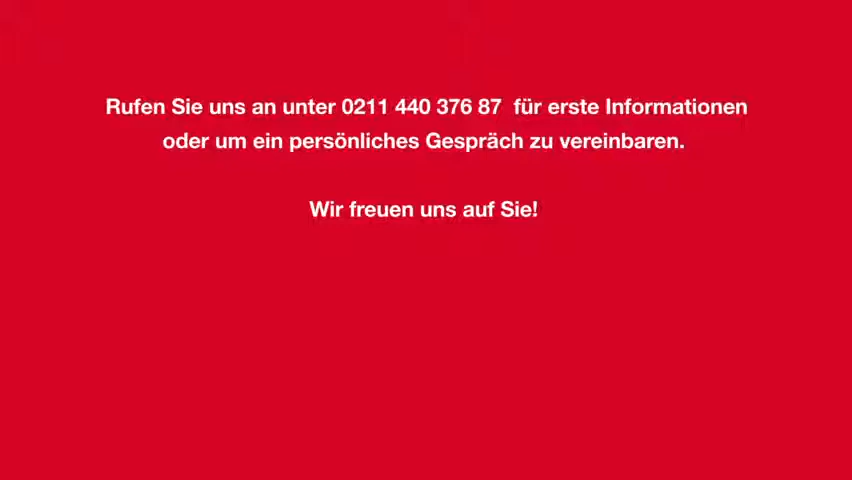 Rufen Sie uns an unter 0211 440 376 87 für erste Informationen
oder um ein persönliches Gespräch zu vereinbaren.
Wir freuen uns auf Sie!